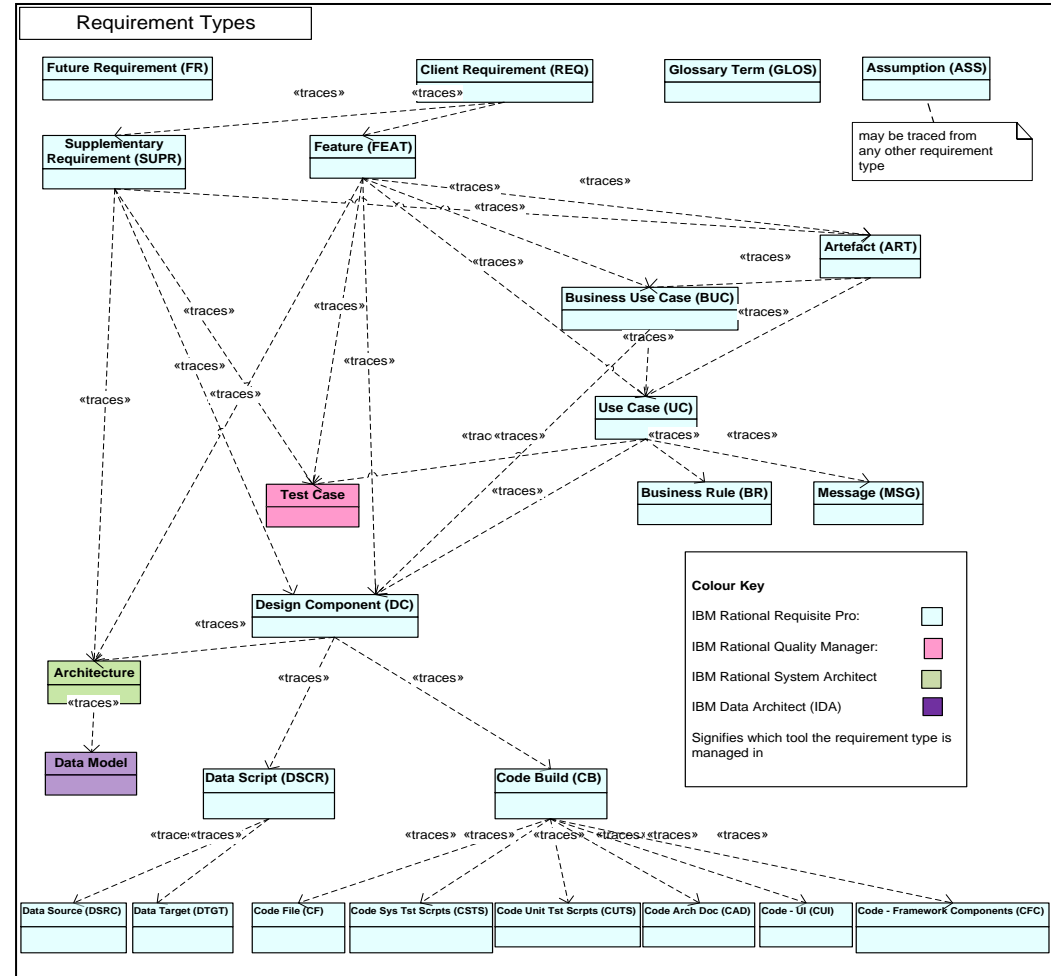 Requirement Types
Future Requirement (FR)
Client Requirement (REQ)
Glossary Term (GLOS)
Assumption (ASS)
«traces»
«traces»
may be traced from
any other requirement
type
Supplementary
Requirement (SUPR)
Feature (FEAT)
«traces»
«traces»
«traces»
Artefact (ART)
«traces»
«traces»
Business Use Case (BUC)
«traces»
«traces»
«traces»
«traces»
«traces»
«traces»
«traces»
«traces»
Use Case (UC)
«traces»
«traces»
«traces»
Test Case
Business Rule (BR)
Message (MSG)
«traces»
Colour Key
IBM Rational Requisite Pro:
IBM Rational Quality Manager:
IBM Rational System Architect
IBM Data Architect (IDA)
Signifies which tool the requirement type is
managed in
Design Component (DC)
«traces»
Architecture
«traces»
«traces»
«traces»
Data Model
Data Script (DSCR)
Code Build (CB)
«traces»
«traces»
«traces»
«traces»
«traces»
«traces»
«traces»
Data Source (DSRC)
Data Target (DTGT)
Code File (CF)
Code Sys Tst Scrpts (CSTS)
Code Unit Tst Scrpts (CUTS)
Code Arch Doc (CAD)
Code - UI (CUI)
Code - Framework Components (CFC)